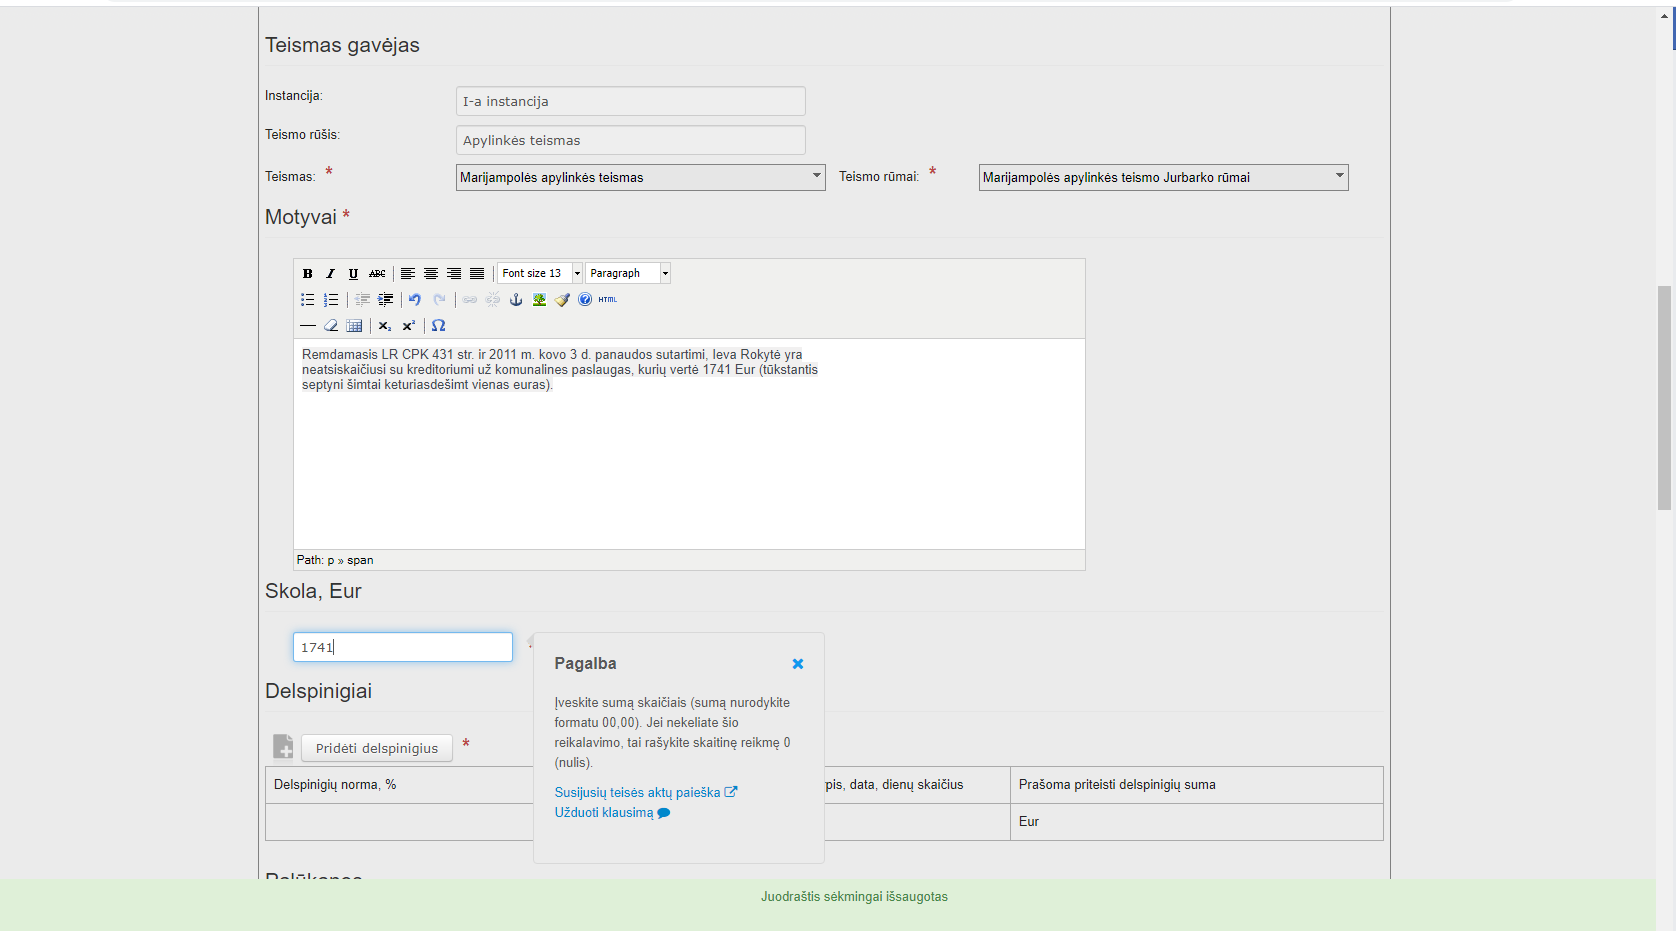 Teismas gavėjas
Instancija:
I-a instancija
Teismo rūšis:
Apylinkės teismas
Teismas: *
Marijampolės apylinkės teismas
Teismo rūmai: *
Marijampolės apylinkės teismo Jurbarko rūmai
Motyvai *
B I U ABC Font size 13 Paragraph
HTML
Remdamasis LR CPK 431 str. ir 2011 m. kovo 3 d. panaudos sutartimi, Ieva Rokytė yra
neatsiskaičiusi su kreditoriumi už komunalines paslaugas, kurių vertė 1741 Eur (tūkstantis
septyni šimtai keturiasdešimt vienas euras).
Path: p » span
Skola, Eur
1741
Pagalba
Įveskite sumą skaičiais (sumą nurodykite
formatu 00,00). Jei nekeliate šio
reikalavimo, tai rašykite skaitinę reikmę 0
(nulis).
Susijusių teisės aktų paieška
Užduoti klausimą
Delspinigiai
Pridėti delspinigius *
Delspinigių norma, %
pis, data, dienų skaičius
Prašoma priteisti delspinigių suma
Eur
Juodraštis sėkmingai išsaugotas